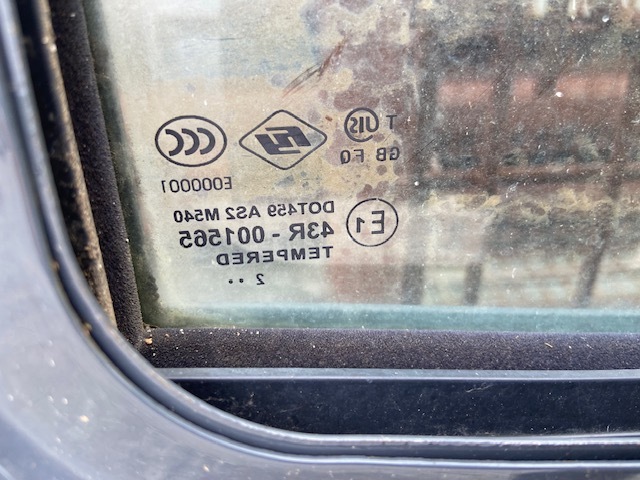 T JIS
GB FQ
FY
CCC
E000001
E1
DOT459 AS2 M540
43R - 001565
TEMPERED
2 ••